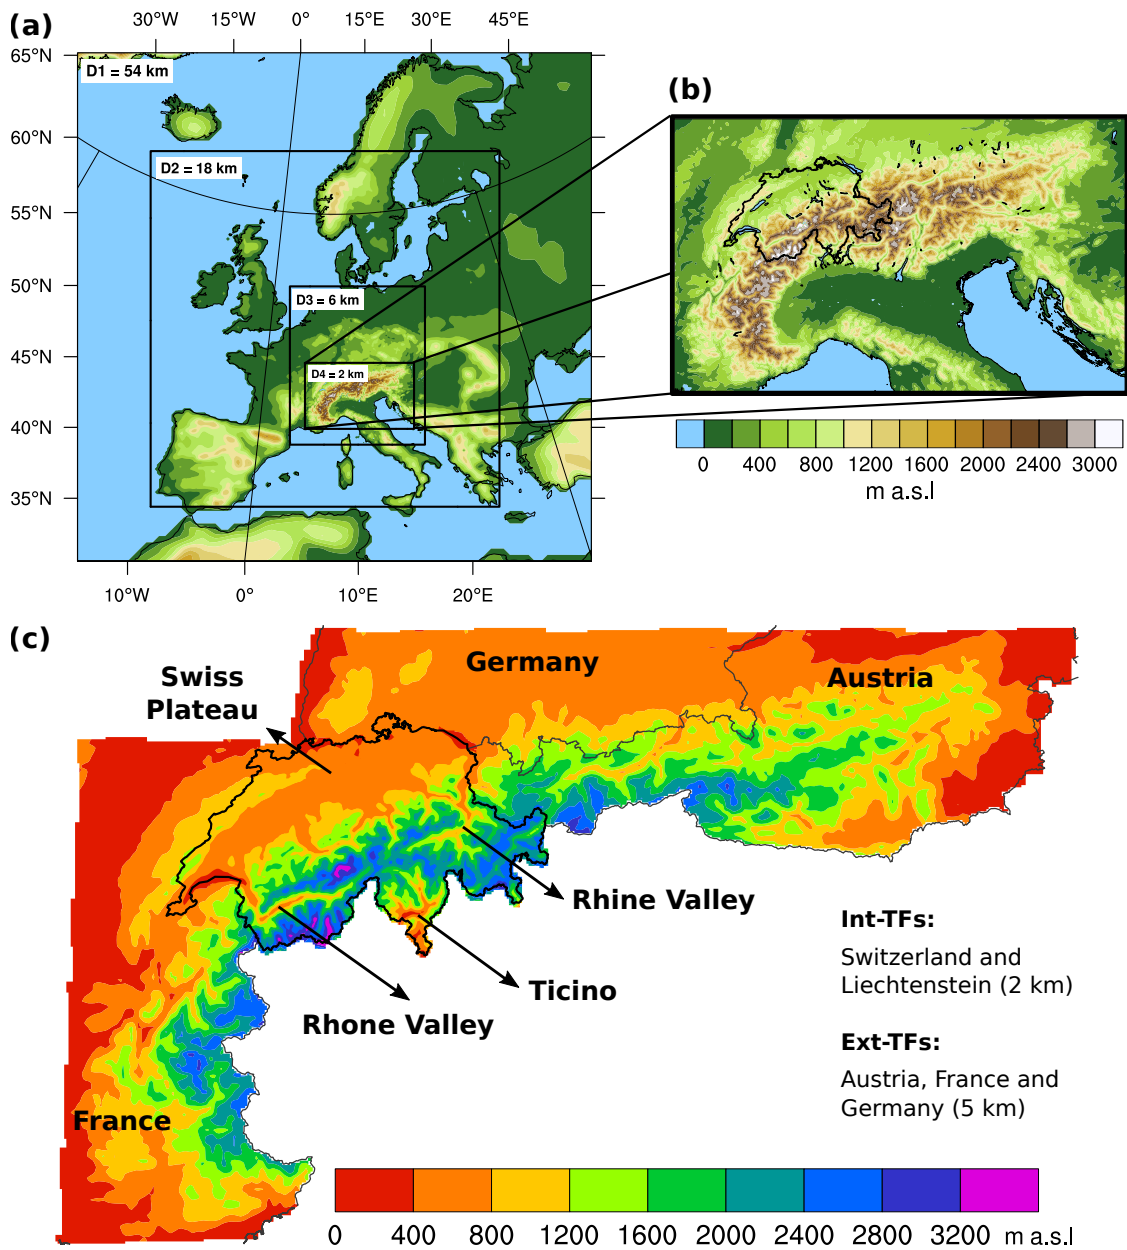 (a)
30°W 15°W 0° 15°E 30°E 45°E
65°N
60°N
55°N
50°N
45°N
40°N
35°N
D1 = 54 km
D2 = 18 km
D3 = 6 km
D4 = 2 km
10°W 0° 10°E 20°E
(b)
0 400 800 1200 1600 2000 2400 3000
m a.s.l
(c)
Swiss
Plateau
Germany
Austria
Rhine Valley
Ticino
Rhone Valley
France
Int-TFs:
Switzerland and
Liechtenstein (2 km)
Ext-TFs:
Austria, France and
Germany (5 km)
0 400 800 1200 1600 2000 2400 2800 3200 m a.s.l